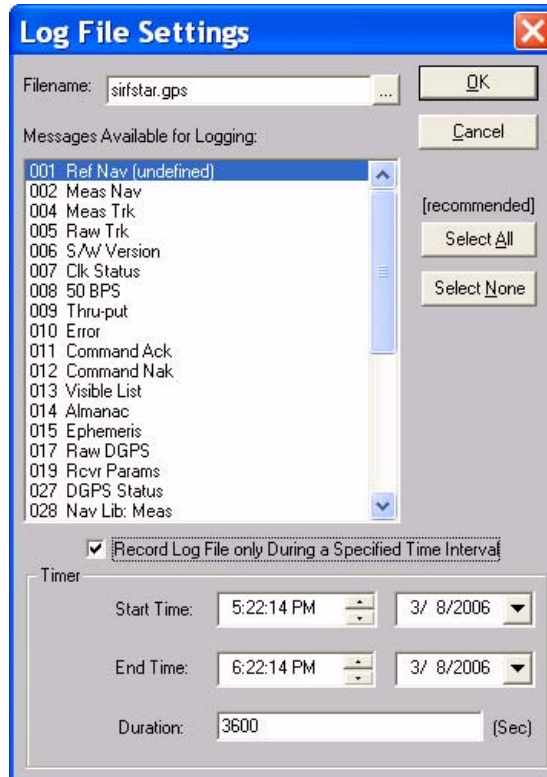 Log File Settings
Filename: sirfstar.gps ... OK
Messages Available for Logging: Cancel
001 Ref Nav (undefined)
002 Meas Nav
004 Meas Trk
005 Raw Trk
006 S/W Version
007 Clk Status
008 50 BPS
009 Thru-put
010 Error
011 Command Ack
012 Command Nak
013 Visible List
014 Almanac
015 Ephemeris
017 Raw DGPS
019 Rcvr Params
027 DGPS Status
028 Nav Lib: Meas
[recommended]
Select All
Select None
Record Log File only During a Specified Time Interval
Timer
Start Time: 5:22:14 PM 3/ 8/2006
End Time: 6:22:14 PM 3/ 8/2006
Duration: 3600 (Sec)